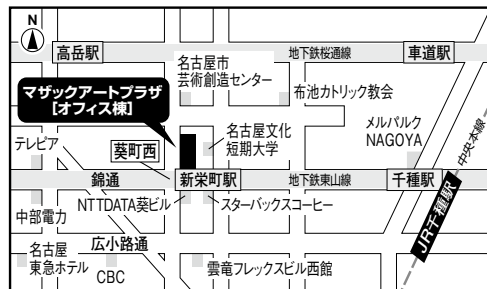 N
高岳駅
名古屋市
芸術創造センター
地下鉄桜通線
車道駅
マザックアートプラザ
[オフィス棟]
布池カトリック教会
テレピア
葵町西
名古屋文化
短期大学
メルパルク
NAGOYA
中央本線
錦通
新栄町駅
地下鉄東山線
千種駅
中部電力
NTTDATA葵ビル
スターバックスコーヒー
JR千種駅
広小路通
名古屋
東急ホテル
CBC
雲竜フレックスビル西館